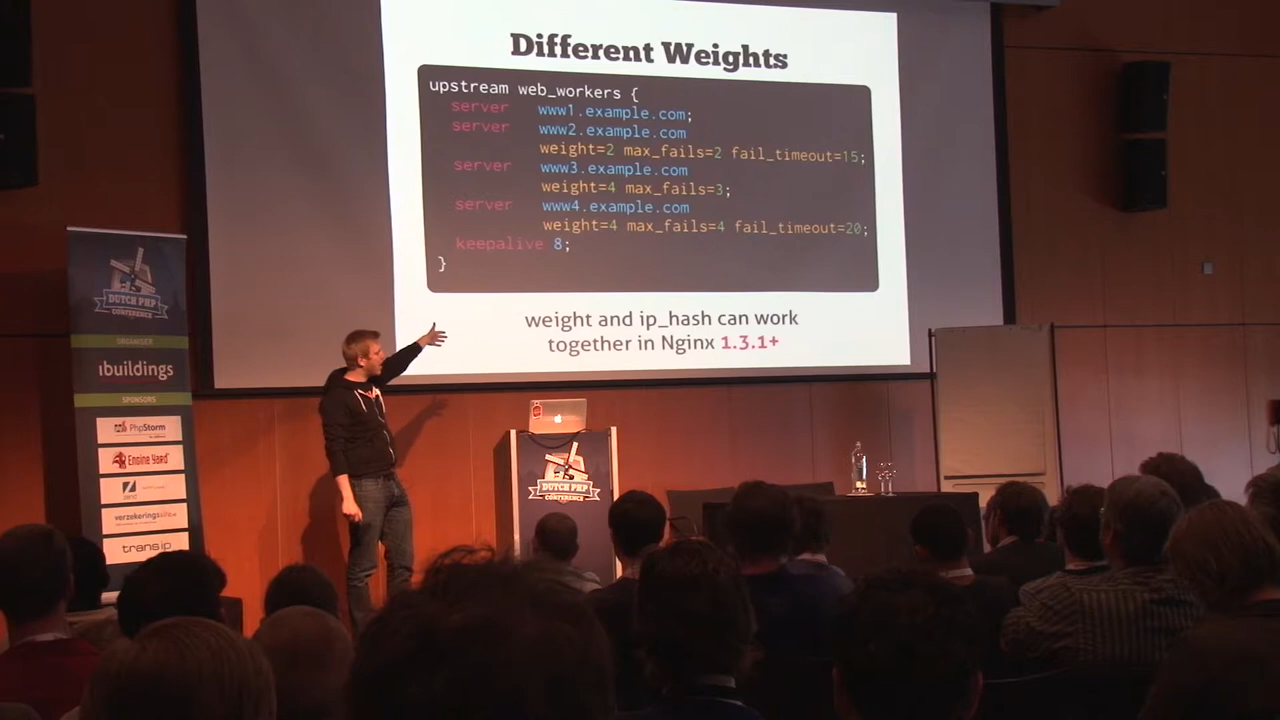 Different Weights
upstream web_workers {
server www1.example.com;
server www2.example.com
weight=2 max_fails=2 fail_timeout=15;
server www3.example.com
weight=4 max_fails=3;
server www4.example.com
weight=4 max_fails=4 fail_timeout=20;
keepalive 8;
}
weight and ip_hash can work
together in Nginx 1.3.1+
DUTCH PHP
CONFERENCE
ORGANISER
ibuildings
SPONSORS
PhpStorm
Engine Yard
zend
transip
DUTCH PHP
CONFERENCE